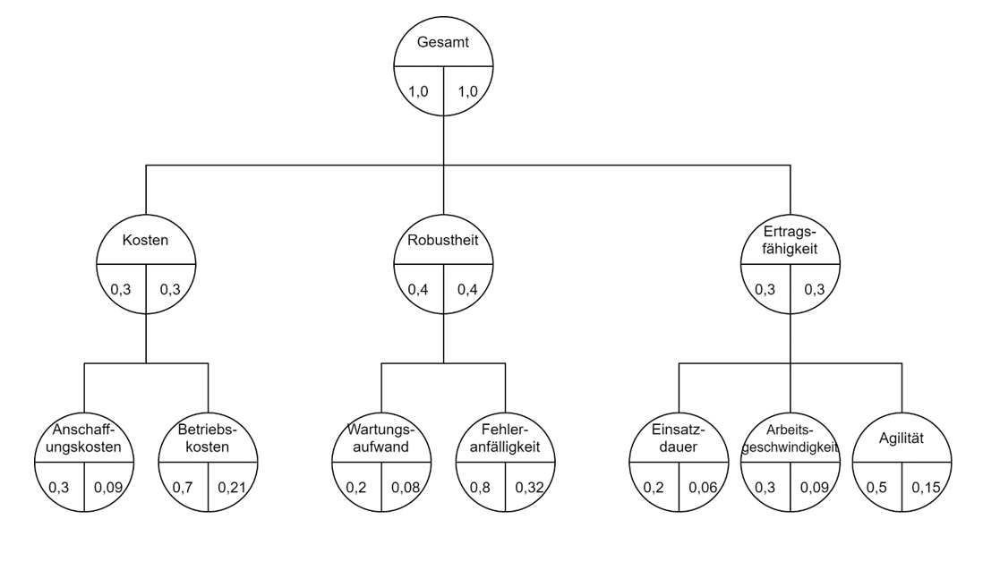 Gesamt
1,0 1,0
Kosten
0,3 0,3
Robustheit
0,4 0,4
Ertrags-
fähigkeit
0,3 0,3
Anschaff-
ungskosten
0,3 0,09
Betriebs-
kosten
0,7 0,21
Wartungs-
aufwand
0,2 0,08
Fehler-
anfälligkeit
0,8 0,32
Einsatz-
dauer
0,2 0,06
Arbeits-
geschwindigkeit
0,3 0,09
Agilität
0,5 0,15